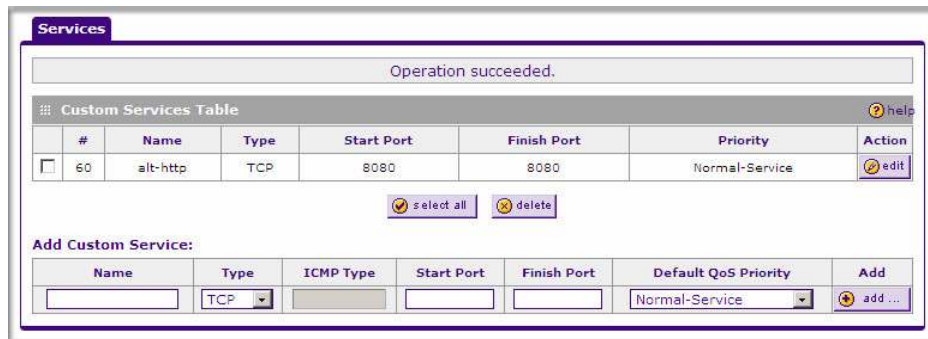 Services
Operation succeeded.
Custom Services Table
help
# Name Type Start Port Finish Port Priority Action
60 alt-http TCP 8080 8080 Normal-Service edit
select all delete
Add Custom Service:
Name Type ICMP Type Start Port Finish Port Default QoS Priority Add
TCP Normal-Service add ...